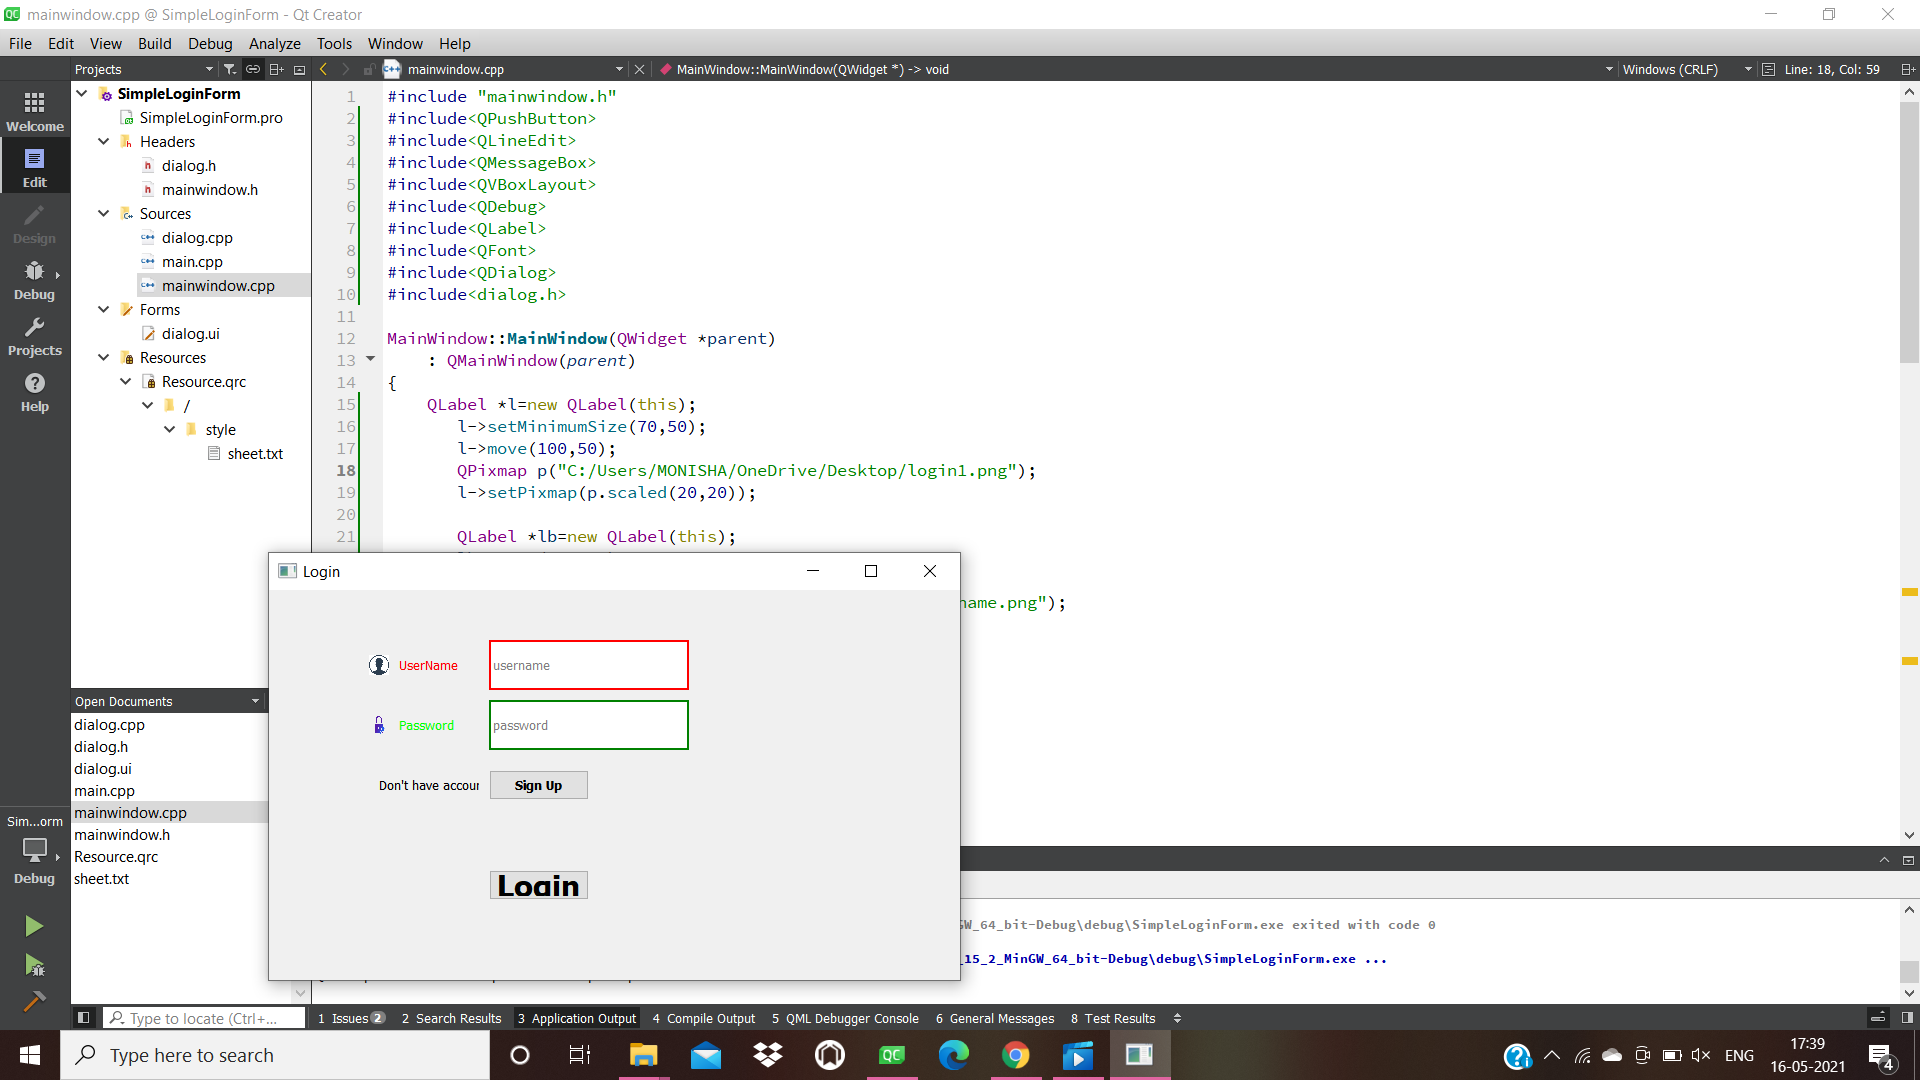 mainwindow.cpp @ SimpleLoginForm - Qt Creator
File Edit View Build Debug Analyze Tools Window Help
Projects
mainwindow.cpp
MainWindow::MainWindow(QWidget *) -> void
Windows (CRLF)
Line: 18, Col: 59
Welcome
Edit
Design
Debug
Projects
Help
Sim...orm
Debug
SimpleLoginForm
SimpleLoginForm.pro
Headers
dialog.h
mainwindow.h
Sources
dialog.cpp
main.cpp
mainwindow.cpp
Forms
dialog.ui
Resources
Resource.qrc
/
style
sheet.txt
Open Documents
dialog.cpp
dialog.h
dialog.ui
main.cpp
mainwindow.cpp
mainwindow.h
Resource.qrc
sheet.txt
1 #include "mainwindow.h"
2 #include<QPushButton>
3 #include<QLineEdit>
4 #include<QMessageBox>
5 #include<QVBoxLayout>
6 #include<QDebug>
7 #include<QLabel>
8 #include<QFont>
9 #include<QDialog>
10 #include<dialog.h>
11
12 MainWindow::MainWindow(QWidget *parent)
13 : QMainWindow(parent)
14 {
15 QLabel *l=new QLabel(this);
16 l->setMinimumSize(70,50);
17 l->move(100,50);
18 QPixmap p("C:/Users/MONISHA/OneDrive/Desktop/login1.png");
19 l->setPixmap(p.scaled(20,20));
20
21 QLabel *lb=new QLabel(this);
name.png");
Login
UserName
username
Password
password
Don't have accour
Sign Up
Login
GW_64_bit-Debug\debug\SimpleLoginForm.exe exited with code 0
_15_2_MinGW_64_bit-Debug\debug\SimpleLoginForm.exe ...
Type to locate (Ctrl+...
1 Issues 2
2 Search Results
3 Application Output
4 Compile Output
5 QML Debugger Console
6 General Messages
8 Test Results
Type here to search
QC
ENG
17:39
16-05-2021
4